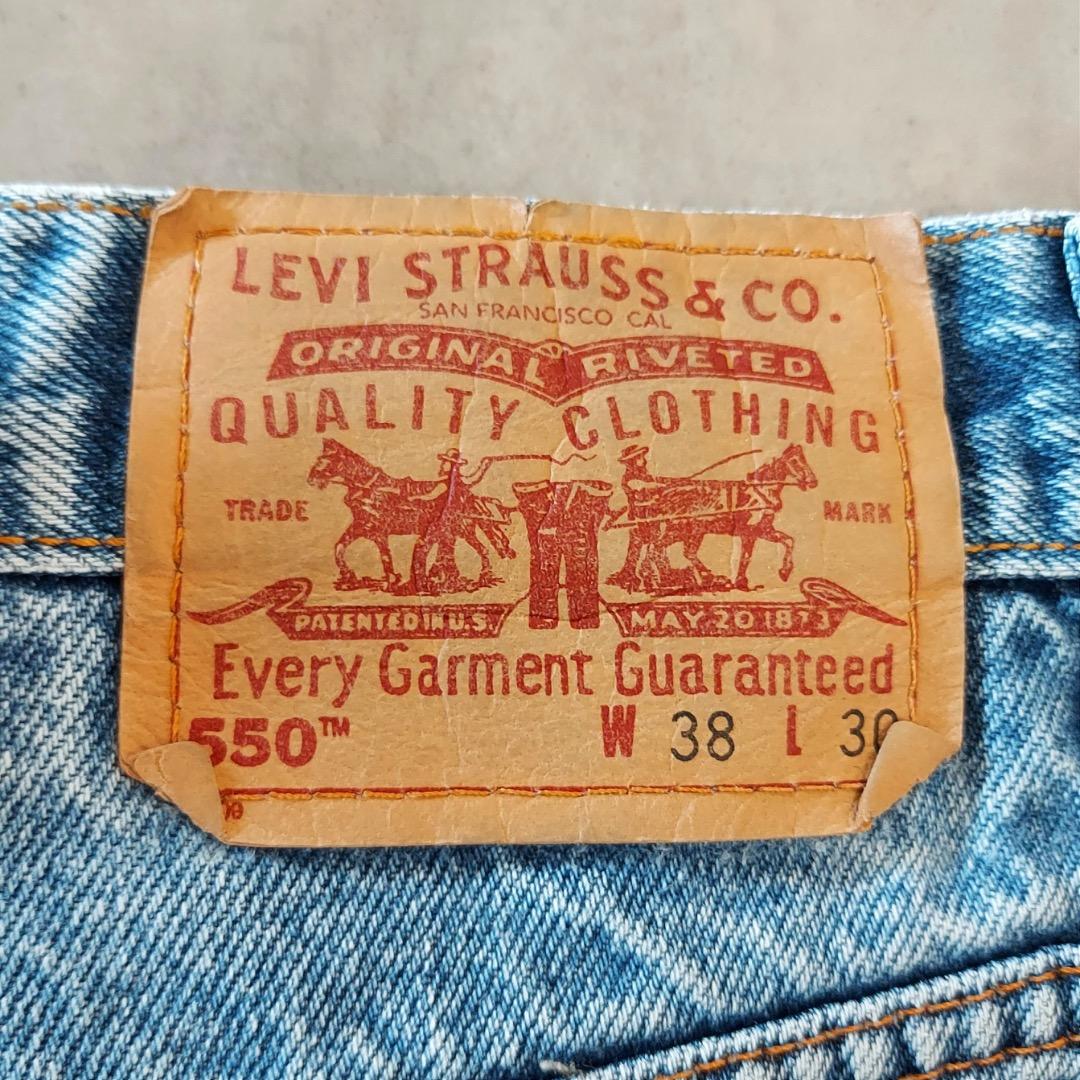 LEVI STRAUSS & CO.
SAN FRANCISCO CAL
ORIGINAL RIVETED
QUALITY CLOTHING
TRADE MARK
PATENTED IN U.S. MAY 20 1873
Every Garment Guaranteed
550™ W 38 L 30